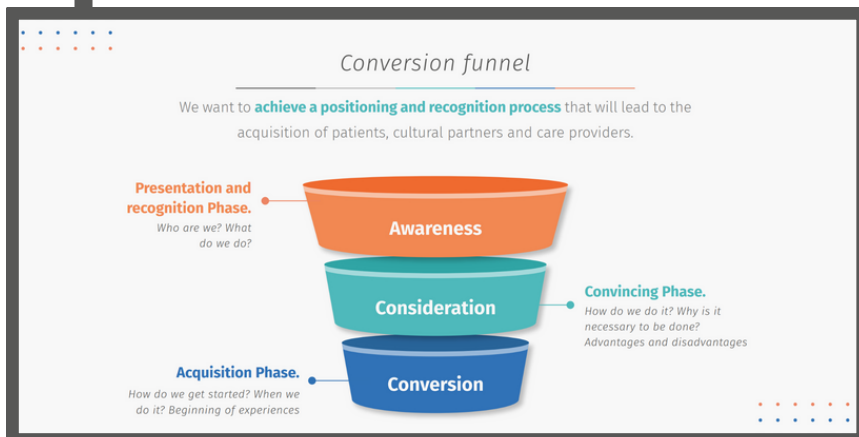 Conversion funnel
We want to achieve a positioning and recognition process that will lead to the
acquisition of patients, cultural partners and care providers.
Presentation and
recognition Phase.
Who are we? What
do we do?
Awareness
Consideration
Convincing Phase.
How do we do it? Why is it
necessary to be done?
Advantages and disadvantages
Acquisition Phase.
How do we get started? When we
do it? Beginning of experiences
Conversion